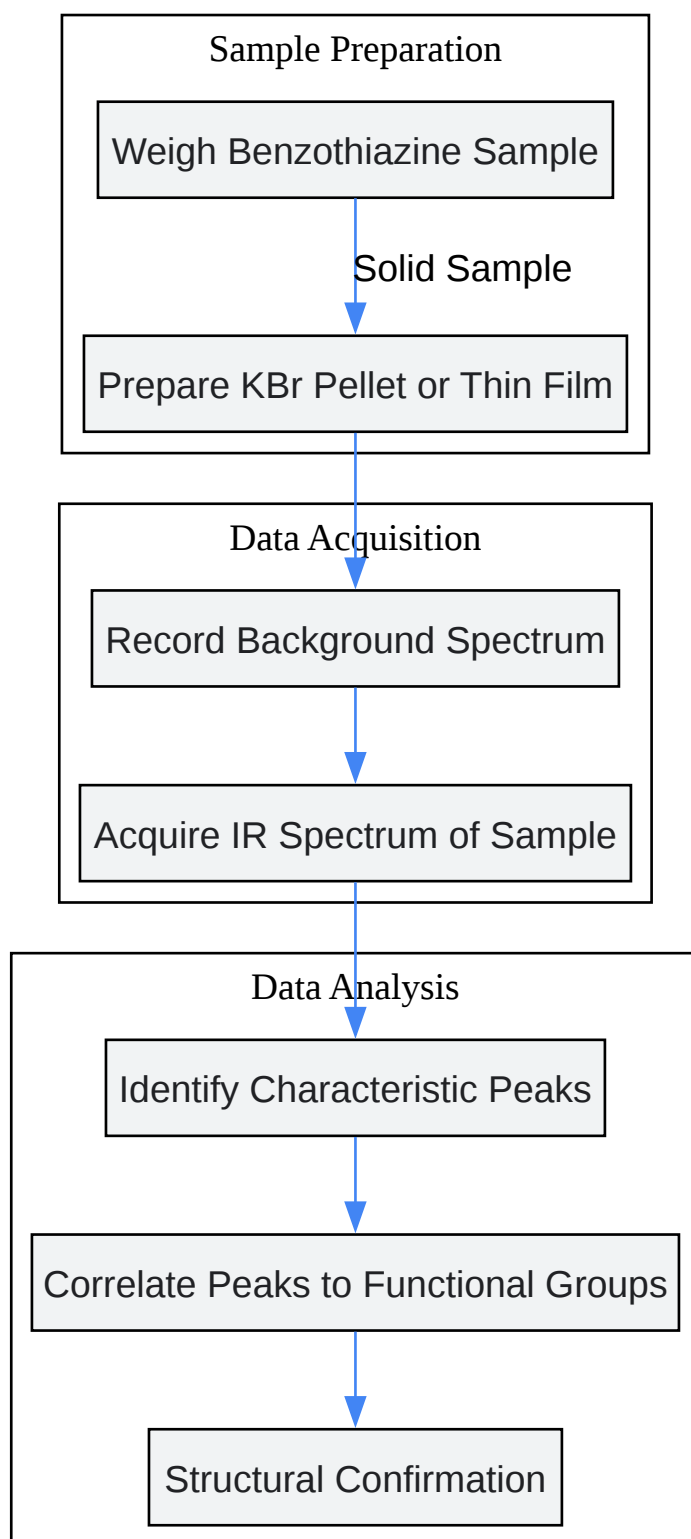 Sample Preparation
Weigh Benzothiazine Sample
Solid Sample
Prepare KBr Pellet or Thin Film
Data Acquisition
Record Background Spectrum
Acquire IR Spectrum of Sample
Data Analysis
Identify Characteristic Peaks
Correlate Peaks to Functional Groups
Structural Confirmation